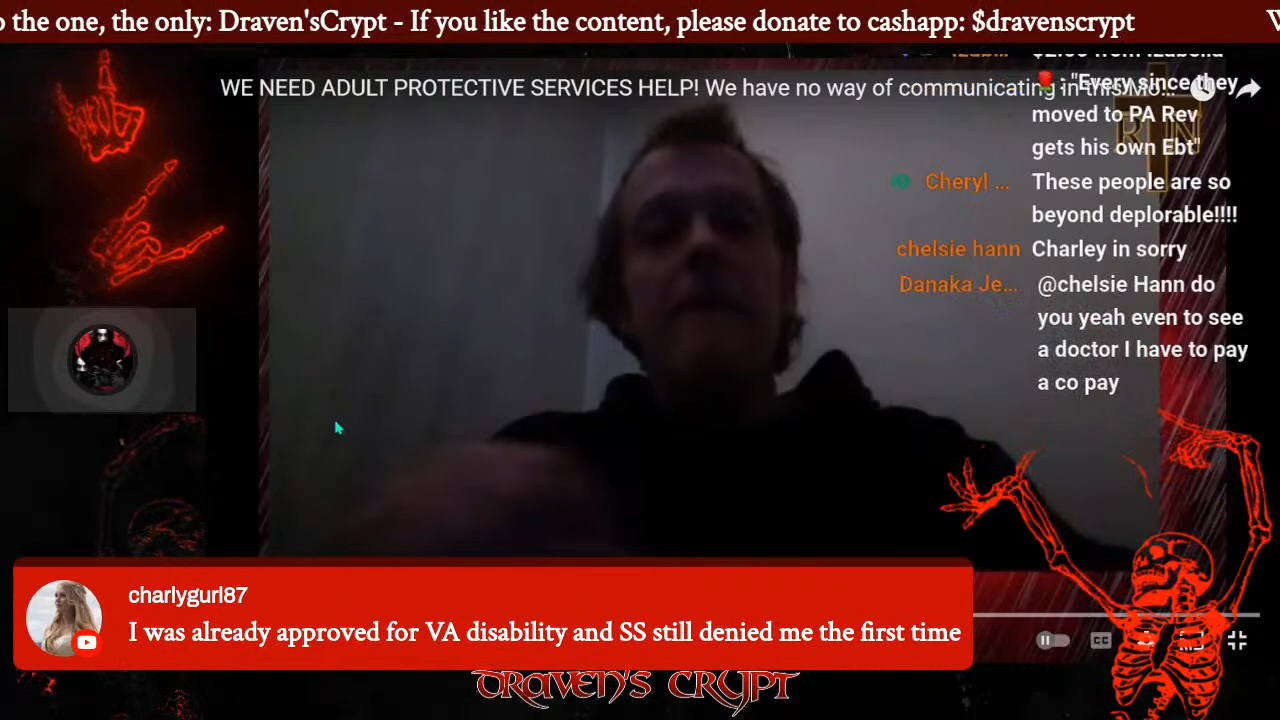 o the one, the only: Draven'sCrypt - If you like the content, please donate to cashapp: $dravenscrypt
WE NEED ADULT PROTECTIVE SERVICES HELP! We have no way of communicating in this Mo...
"Every since they
moved to PA Rev
gets his own Ebt"
Cheryl ... These people are so
beyond deplorable!!!!
chelsie hann Charley in sorry
Danaka Je... @chelsie Hann do
you yeah even to see
a doctor I have to pay
a co pay
charlygurl87
I was already approved for VA disability and SS still denied me the first time
CC
DRAVEN'S CRYPT